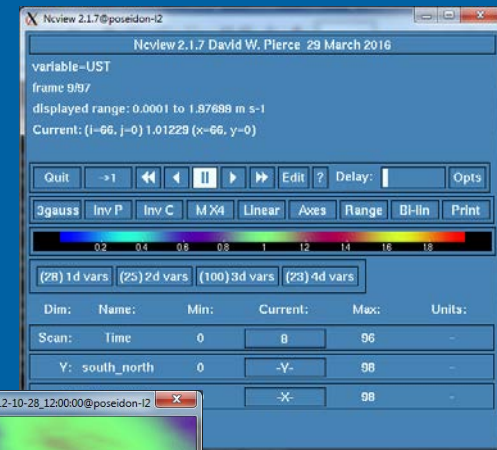 Ncview 2.1.7@poseidon-l2
Ncview 2.1.7 David W. Pierce 29 March 2016
variable=UST
frame 9/97
displayed range: 0.0001 to 1.97699 m s-1
Current: (i=66, j=0) 1.01229 (x=66, y=0)
Quit ->1 Edit ? Delay: Opts
3gauss Inv P Inv C M X4 Linear Axes Range Bi-lin Print
0.2 0.4 0.6 0.8 1 1.2 1.4 1.6 1.8
(28) 1d vars (25) 2d vars (100) 3d vars (23) 4d vars
Dim: Name: Min: Current: Max: Units:
Scan: Time 0 8 96 -
Y: south_north 0 -Y- 98 -
-X- 98 -
12-10-28_12:00:00@poseidon-l2